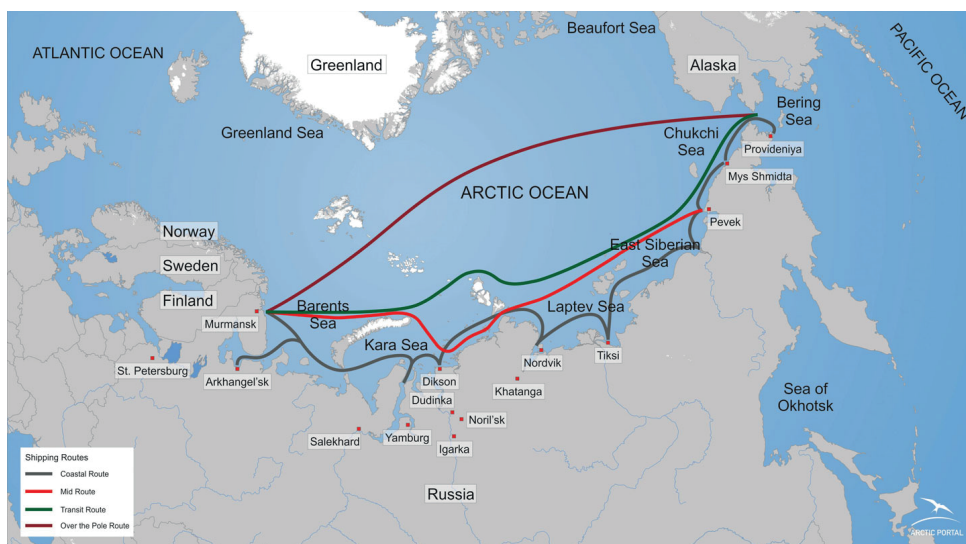 Beaufort Sea
ATLANTIC OCEAN
PACIFIC OCEAN
Greenland
Alaska
Bering
Sea
Greenland Sea
Chukchi
Sea
Provideniya
Mys Shmidta
ARCTIC OCEAN
Pevek
Norway
East Siberian
Sea
Sweden
Finland
Barents
Sea
Laptev Sea
Murmansk
Kara Sea
St. Petersburg
Arkhangel'sk
Dikson
Nordvik
Tiksi
Khatanga
Dudinka
Sea of
Okhotsk
Noril'sk
Salekhard
Yamburg
Igarka
Russia
Shipping Routes
Coastal Route
Mid Route
Transit Route
Over the Pole Route
ARCTIC PORTAL